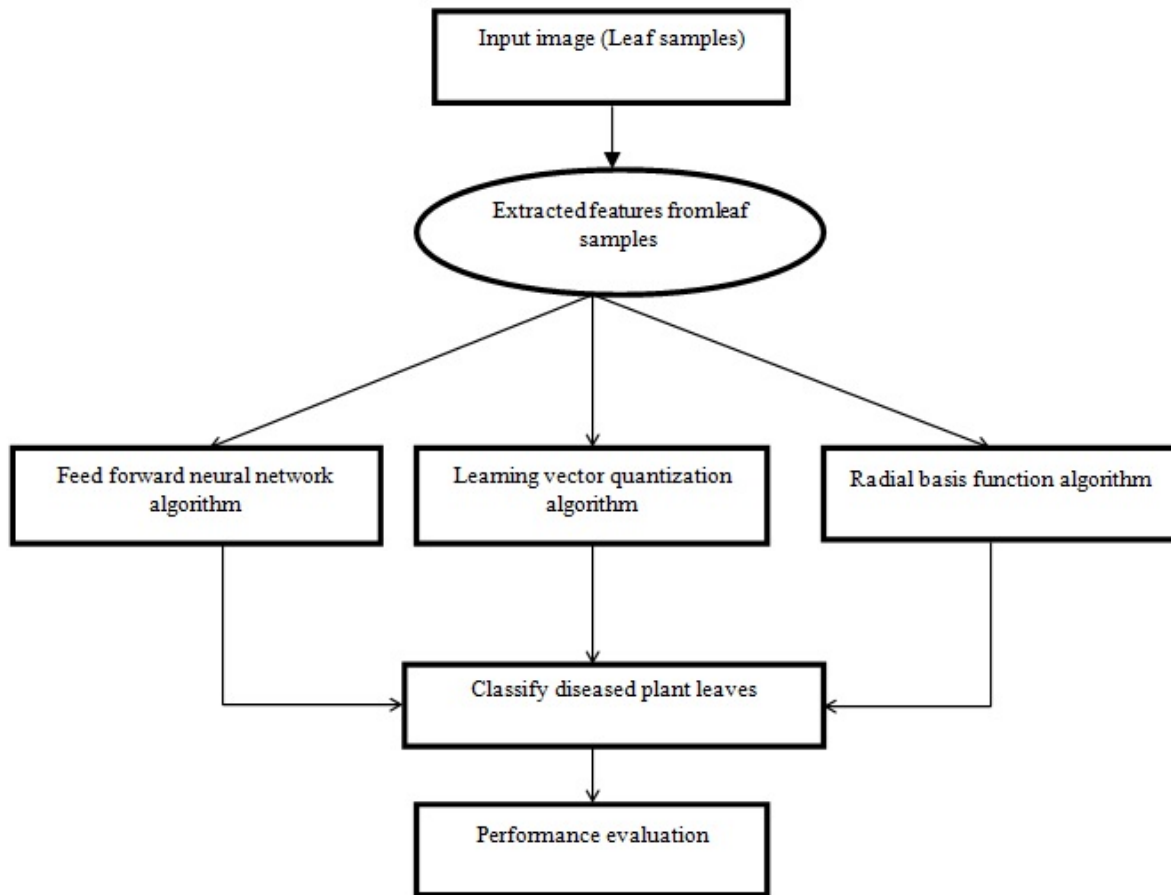 Input image (Leaf samples)
Extracted features fromleaf
samples
Feed forward neural network
algorithm
Learning vector quantization
algorithm
Radial basis function algorithm
Classify diseased plant leaves
Performance evaluation